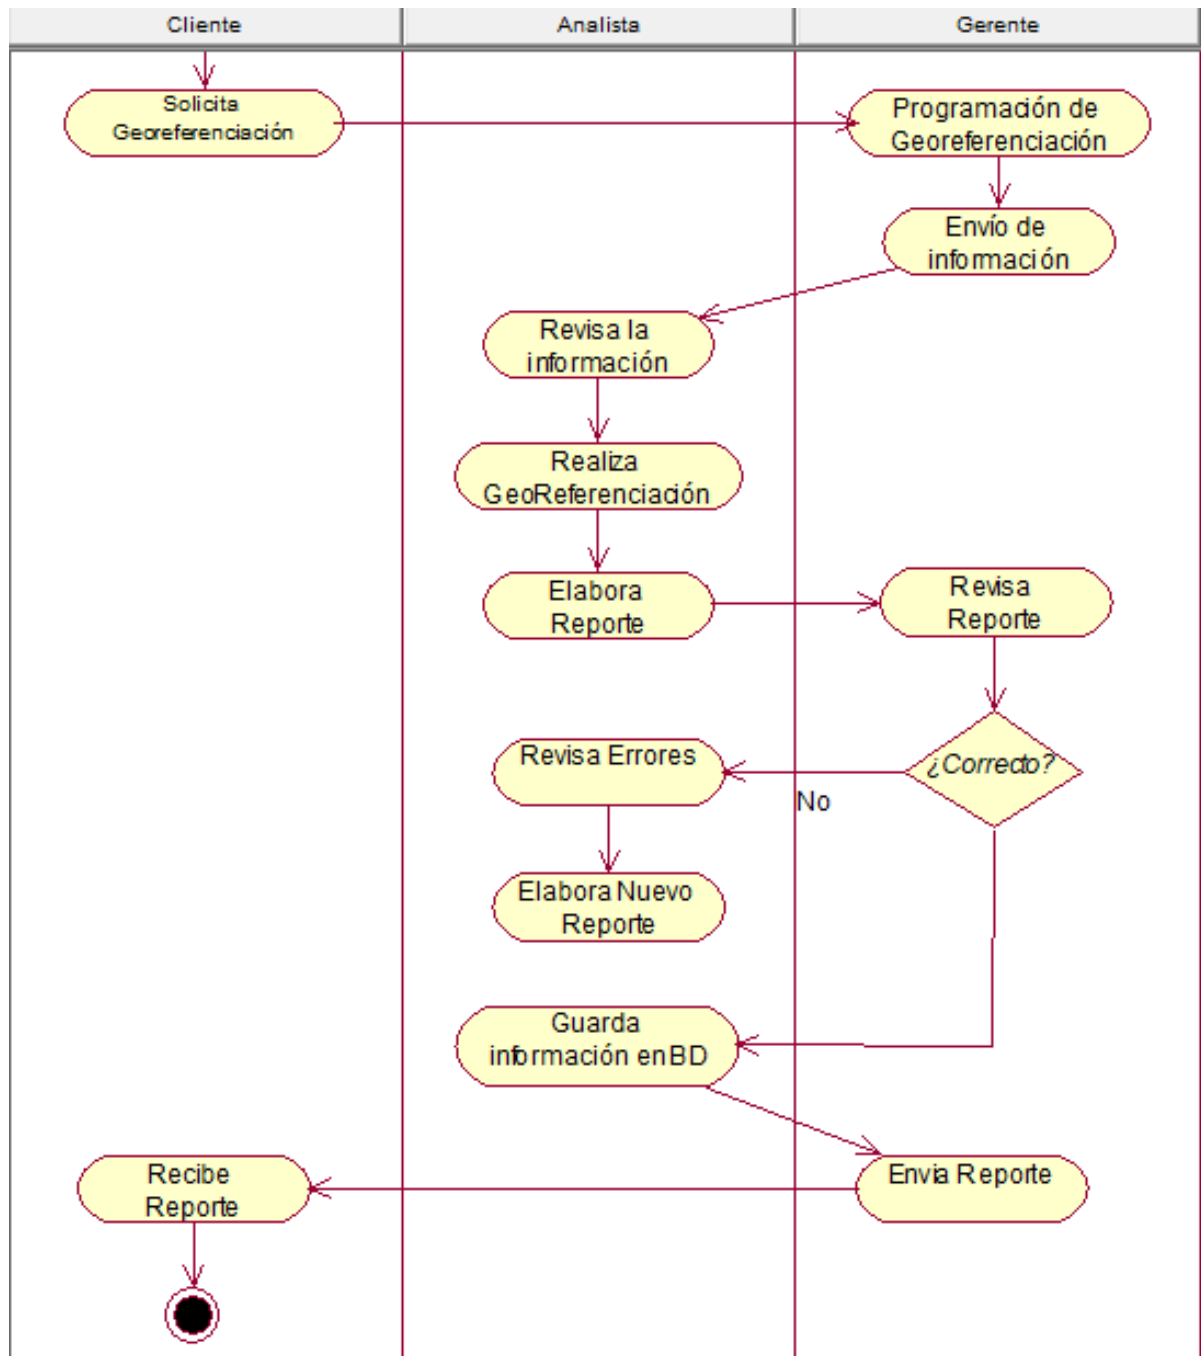 Cliente
Analista
Gerente
Solicita
Georeferenciación
Programación de
Georeferenciación
Envío de
información
Revisa la
información
Realiza
GeoReferenciación
Elabora
Reporte
Revisa
Reporte
¿Correcto?
No
Revisa Errores
Elabora Nuevo
Reporte
Guarda
información en BD
Envia Reporte
Recibe
Reporte